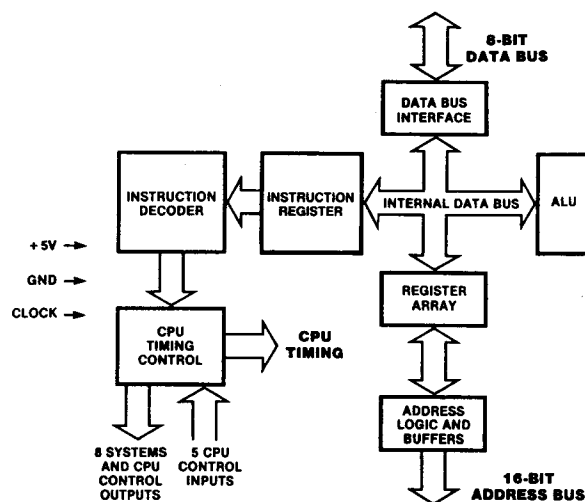 8-BIT
DATA BUS
DATA BUS
INTERFACE
INSTRUCTION
DECODER
INSTRUCTION
REGISTER
INTERNAL DATA BUS
ALU
+5V
GND
CLOCK
REGISTER
ARRAY
CPU
TIMING
CONTROL
CPU
TIMING
ADDRESS
LOGIC AND
BUFFERS
8 SYSTEMS
AND CPU
CONTROL
OUTPUTS
5 CPU
CONTROL
INPUTS
16-BIT
ADDRESS BUS